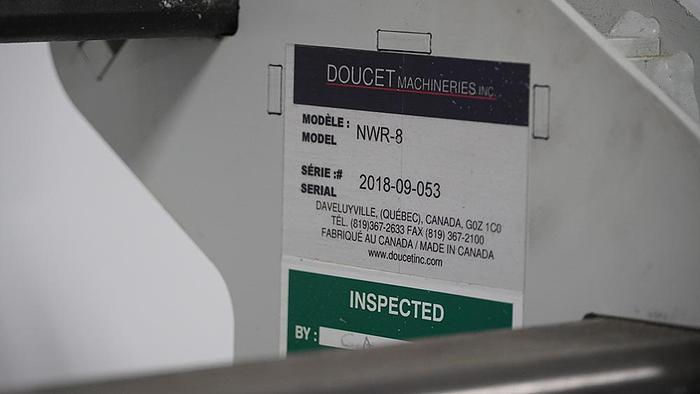 DOUCET MACHINERIES INC.
MODÈLE :
MODEL
NWR-8
SÉRIE :#
SERIAL
2018-09-053
DAVELUYVILLE, (QUÉBEC), CANADA, G0Z 1C0
TÉL. (819)367-2633 FAX (819) 367-2100
FABRIQUÉ AU CANADA / MADE IN CANADA
www.doucetinc.com
INSPECTED
BY :